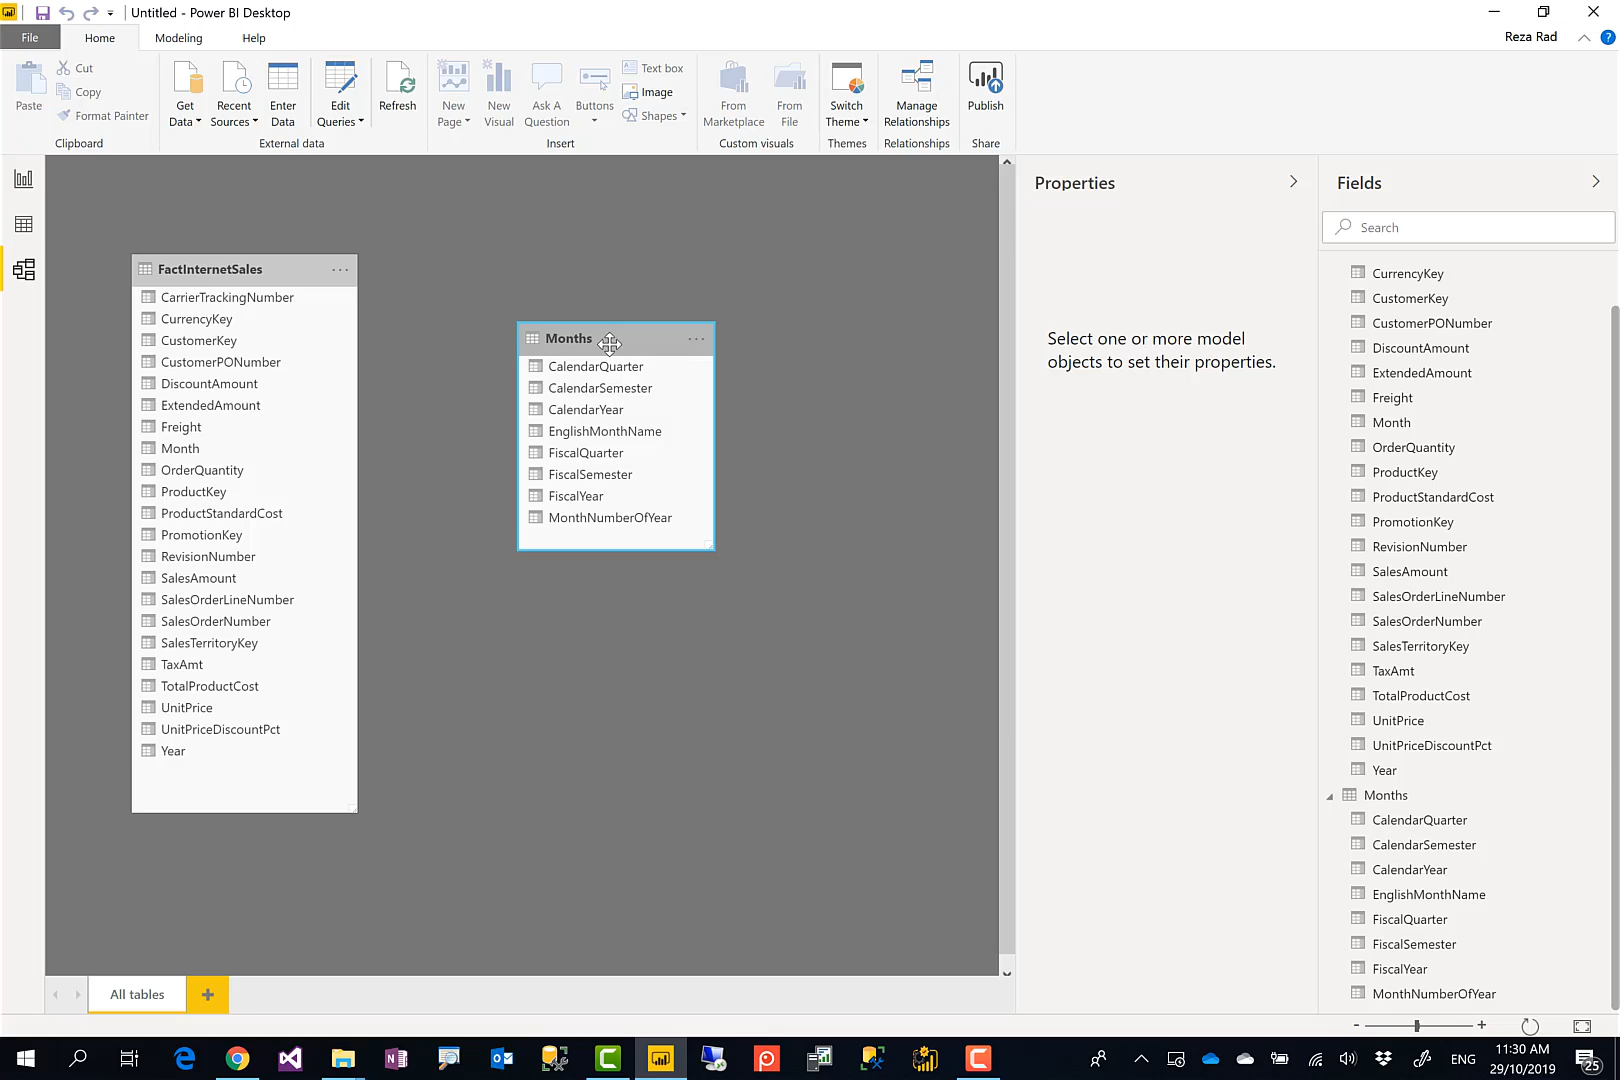 Untitled - Power BI Desktop
File
Home
Modeling
Help
Reza Rad
?
Paste
Cut
Copy
Format Painter
Clipboard
Get Data
Recent Sources
Enter Data
Edit Queries
Refresh
External data
New Page
New Visual
Ask A Question
Buttons
Text box
Image
Shapes
Insert
From Marketplace
From File
Custom visuals
Switch Theme
Themes
Manage Relationships
Relationships
Publish
Share
FactInternetSales
CarrierTrackingNumber
CurrencyKey
CustomerKey
CustomerPONumber
DiscountAmount
ExtendedAmount
Freight
Month
OrderQuantity
ProductKey
ProductStandardCost
PromotionKey
RevisionNumber
SalesAmount
SalesOrderLineNumber
SalesOrderNumber
SalesTerritoryKey
TaxAmt
TotalProductCost
UnitPrice
UnitPriceDiscountPct
Year
Months
CalendarQuarter
CalendarSemester
CalendarYear
EnglishMonthName
FiscalQuarter
FiscalSemester
FiscalYear
MonthNumberOfYear
Properties
Select one or more model
objects to set their properties.
Fields
Search
CurrencyKey
CustomerKey
CustomerPONumber
DiscountAmount
ExtendedAmount
Freight
Month
OrderQuantity
ProductKey
ProductStandardCost
PromotionKey
RevisionNumber
SalesAmount
SalesOrderLineNumber
SalesOrderNumber
SalesTerritoryKey
TaxAmt
TotalProductCost
UnitPrice
UnitPriceDiscountPct
Year
Months
CalendarQuarter
CalendarSemester
CalendarYear
EnglishMonthName
FiscalQuarter
FiscalSemester
FiscalYear
MonthNumberOfYear
All tables
ENG
11:30 AM
29/10/2019
25